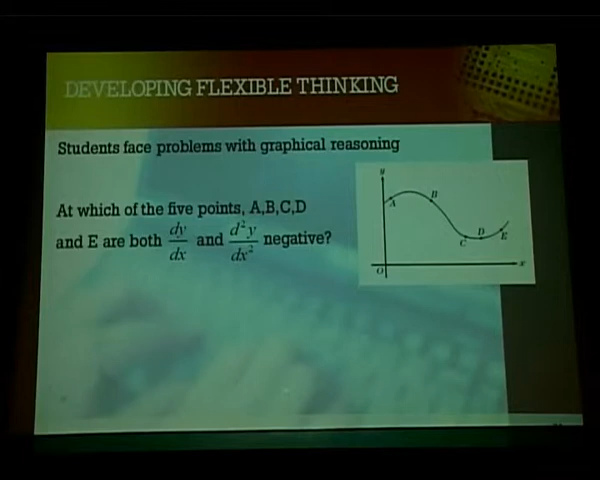 DEVELOPING FLEXIBLE THINKING
Students face problems with graphical reasoning
At which of the five points, A,B,C,D
and E are both dy/dx and d²y/dx² negative?
y
A
B
C
D
E
O
x